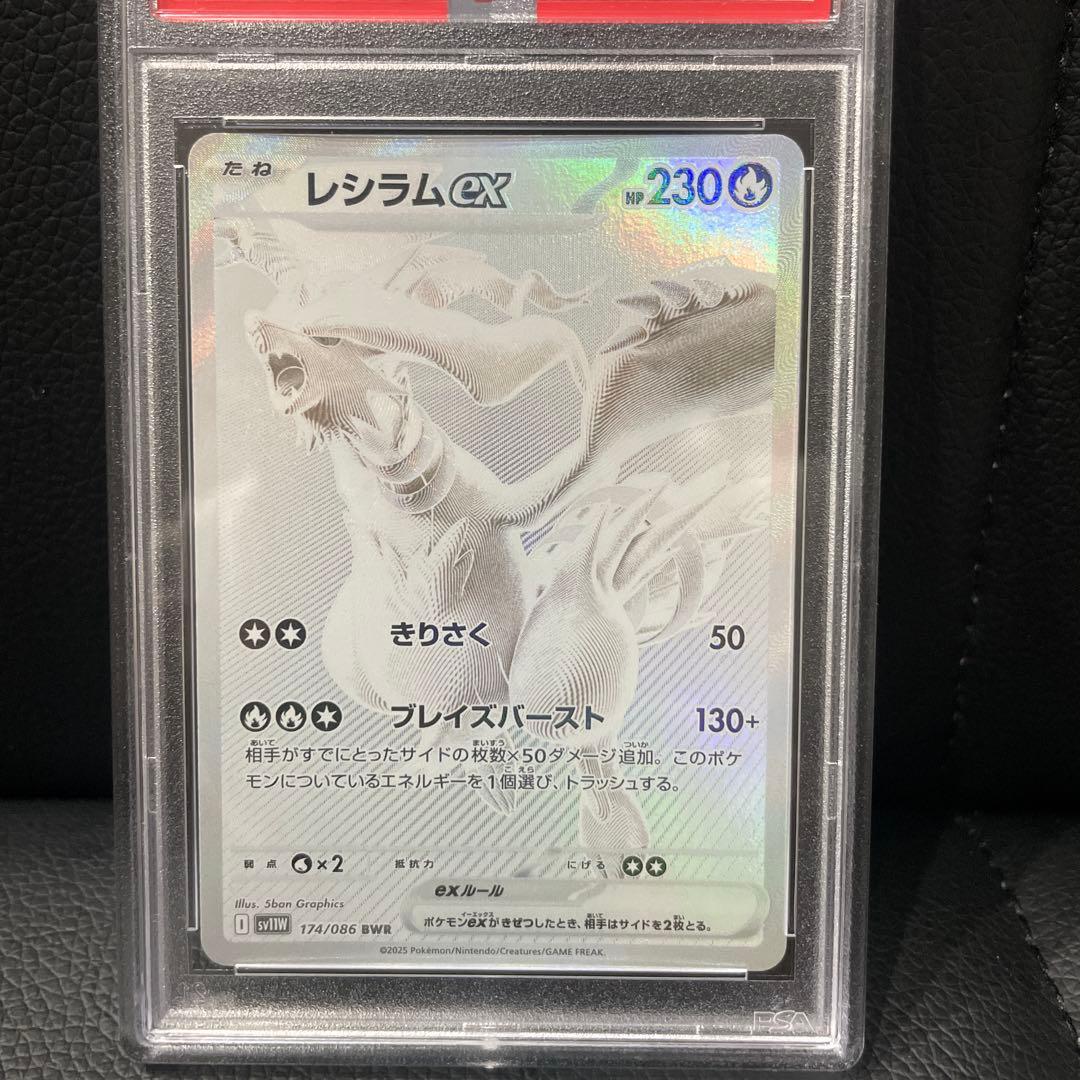 たね レシラムex HP 230
きりさく 50
ブレイズバースト 130+
相手がすでにとったサイドの枚数×50ダメージ追加。このポケ
モンについているエネルギーを1個選び、トラッシュする。
弱点 ×2 抵抗力 にげる
exルール
ポケモンexがきぜつしたとき、相手はサイドを2枚とる。
Illus. 5ban Graphics
I SV11W 174/086 BWR
©2025 Pokémon/Nintendo/Creatures/GAME FREAK.
PSA